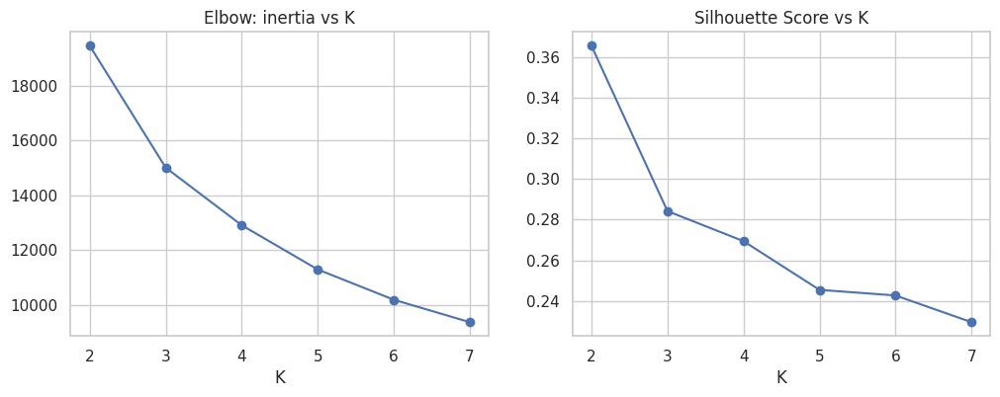 Elbow: inertia vs K
18000
16000
14000
12000
10000
2 3 4 5 6 7
K
Silhouette Score vs K
0.36
0.34
0.32
0.30
0.28
0.26
0.24
2 3 4 5 6 7
K